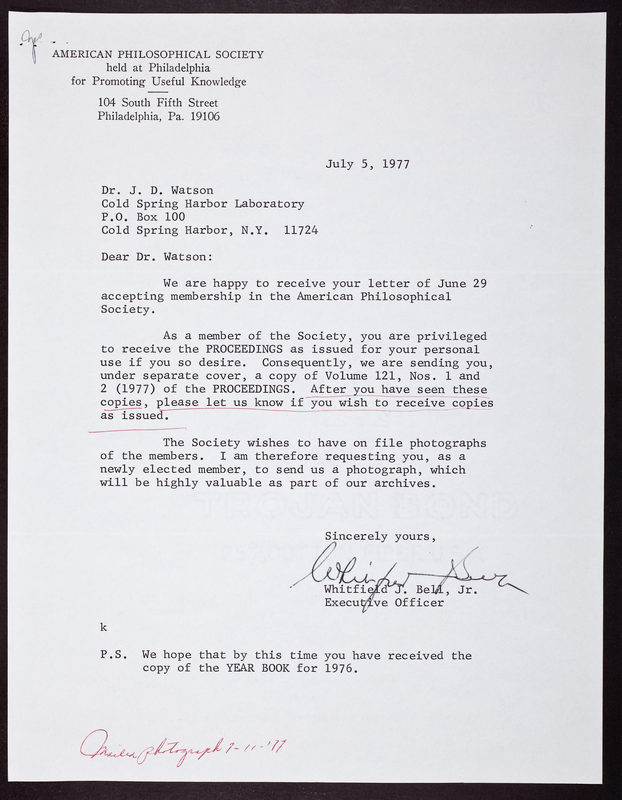 AMERICAN PHILOSOPHICAL SOCIETY
held at Philadelphia
for Promoting Useful Knowledge
104 South Fifth Street
Philadelphia, Pa. 19106
July 5, 1977
Dr. J. D. Watson
Cold Spring Harbor Laboratory
P.O. Box 100
Cold Spring Harbor, N.Y. 11724
Dear Dr. Watson:
We are happy to receive your letter of June 29
accepting membership in the American Philosophical
Society.
As a member of the Society, you are privileged
to receive the PROCEEDINGS as issued for your personal
use if you so desire. Consequently, we are sending you,
under separate cover, a copy of Volume 121, Nos. 1 and
2 (1977) of the PROCEEDINGS. After you have seen these
copies, please let us know if you wish to receive copies
as issued.
The Society wishes to have on file photographs
of the members. I am therefore requesting you, as a
newly elected member, to send us a photograph, which
will be highly valuable as part of our archives.
TROJAN BOND
Sincerely yours,
Whitfield J. Bell, Jr.
Executive Officer
k
P.S. We hope that by this time you have received the
copy of the YEAR BOOK for 1976.
Mailed photograph 7-11-'77